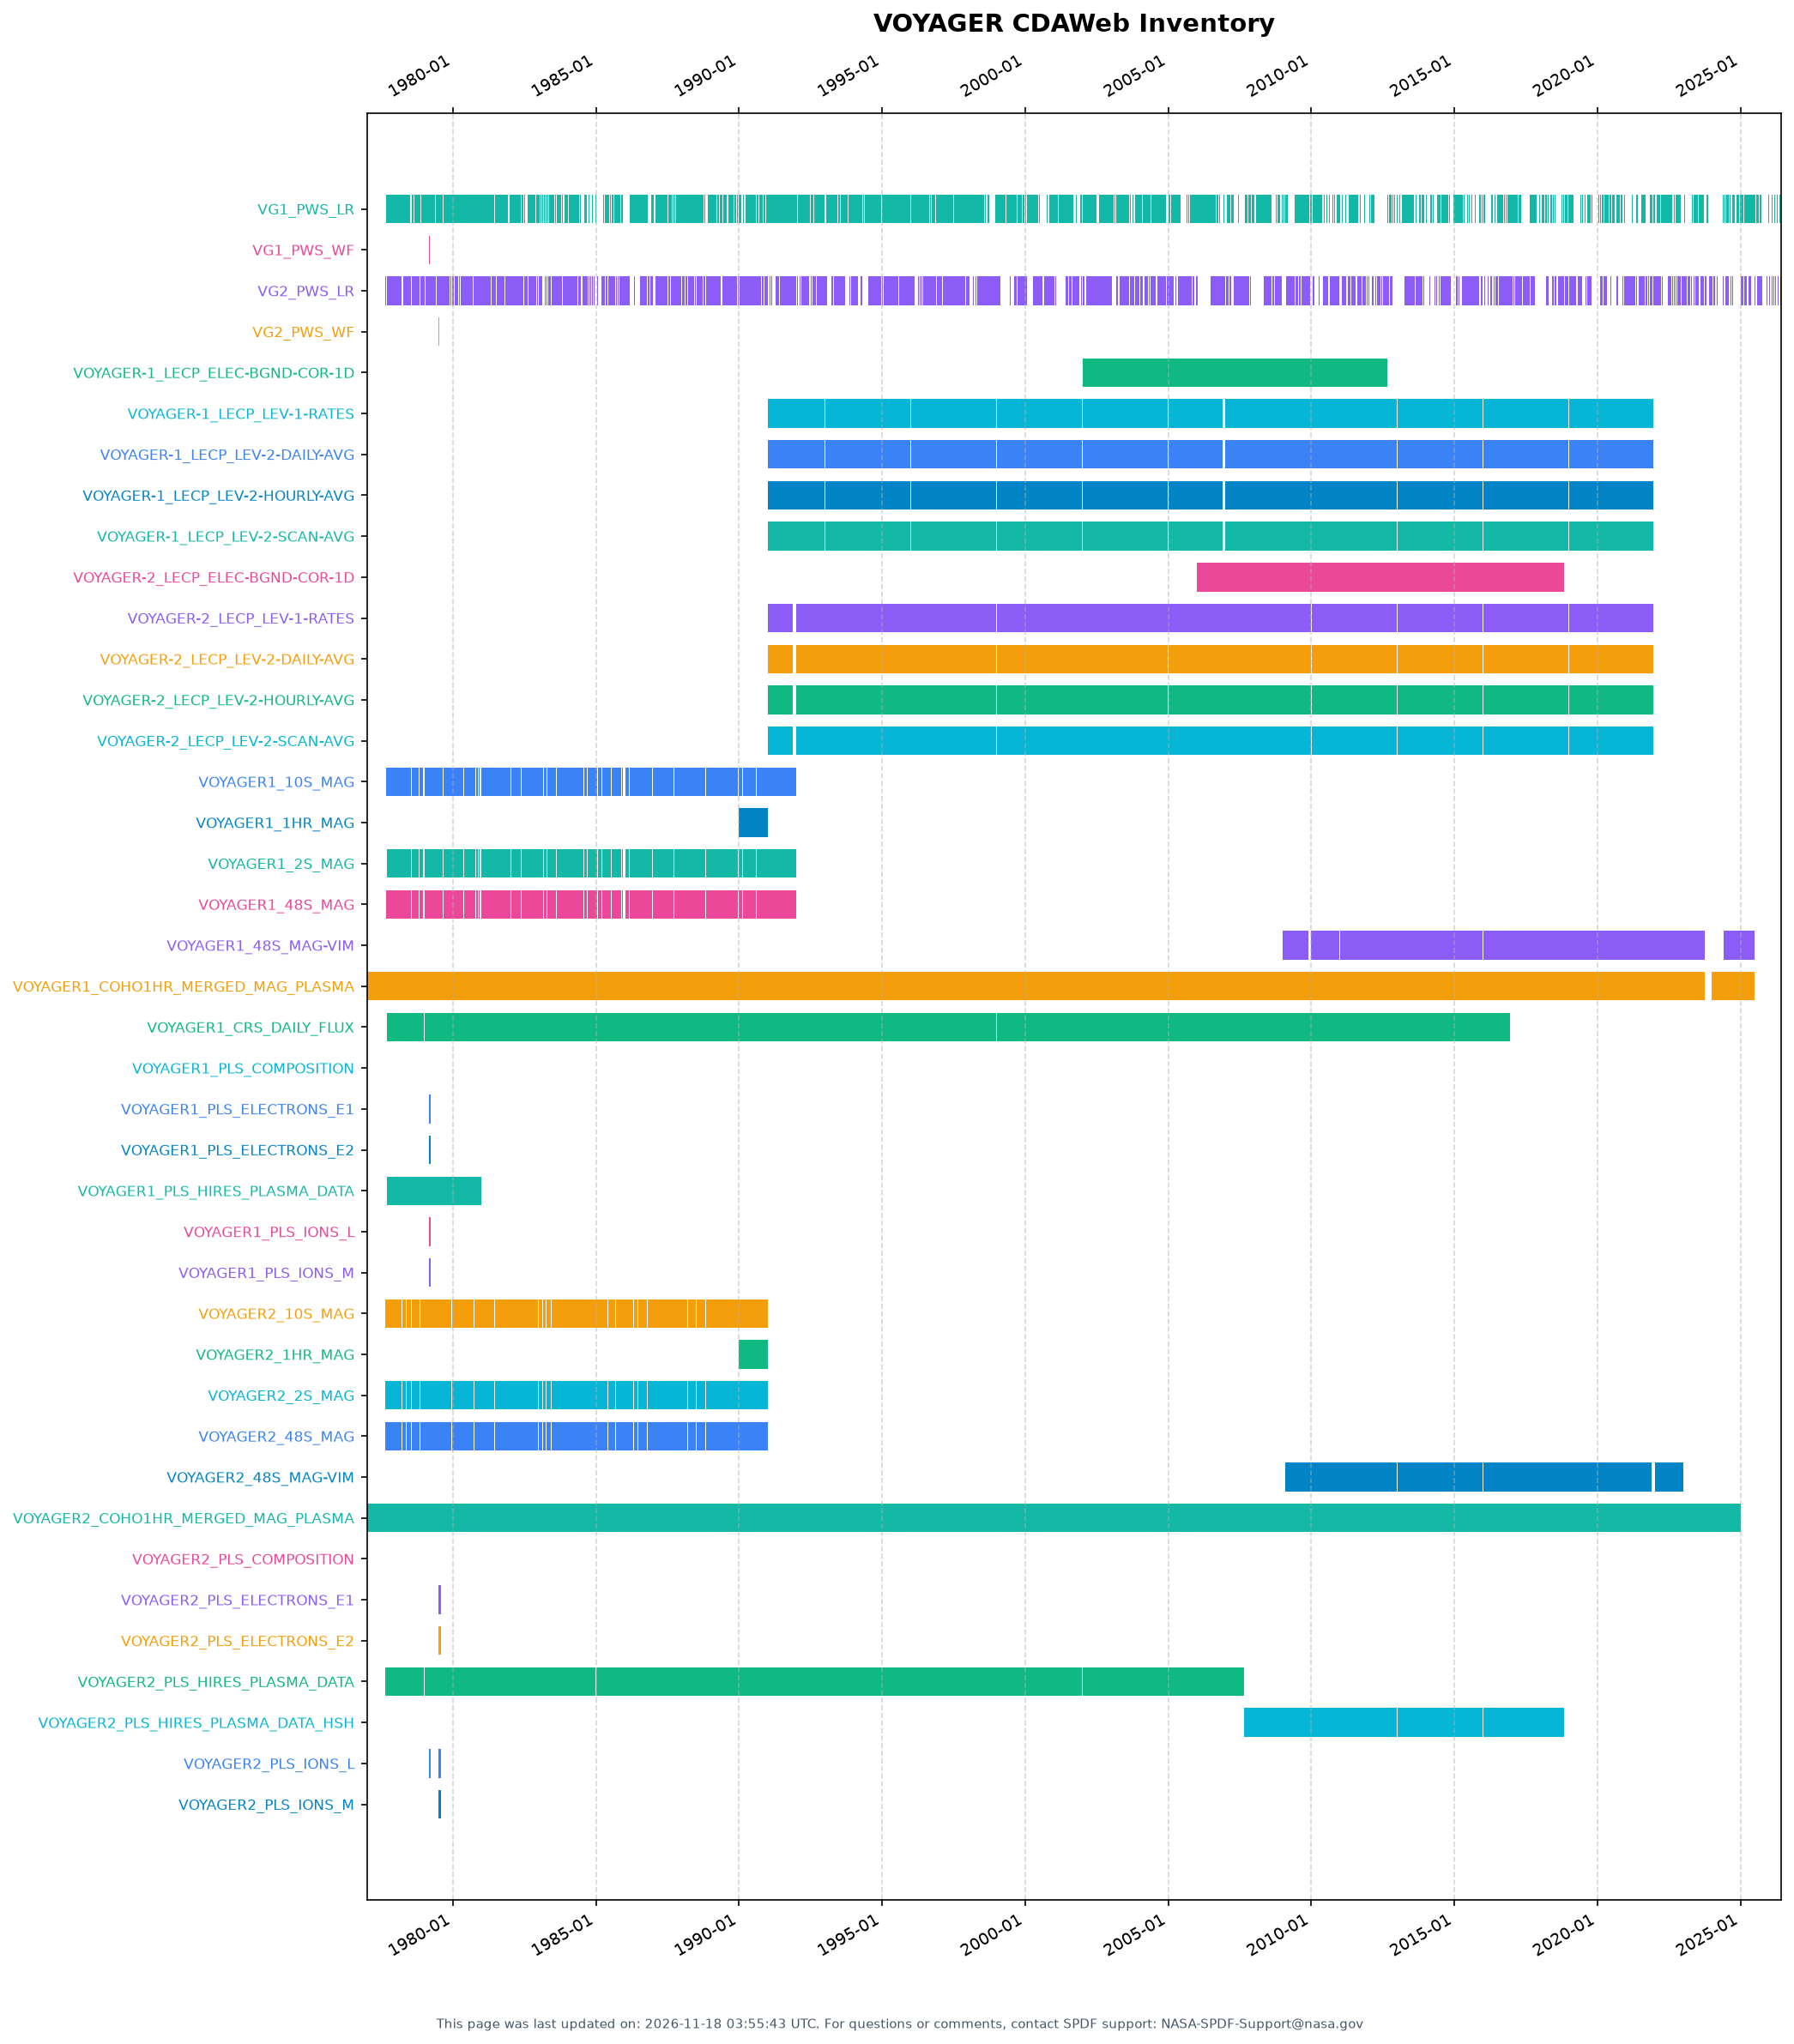 VOYAGER CDAWeb Inventory
1980-01 1985-01 1990-01 1995-01 2000-01 2005-01 2010-01 2015-01 2020-01 2025-01
VG1_PWS_LR
VG1_PWS_WF
VG2_PWS_LR
VG2_PWS_WF
VOYAGER-1_LECP_ELEC-BGND-COR-1D
VOYAGER-1_LECP_LEV-1-RATES
VOYAGER-1_LECP_LEV-2-DAILY-AVG
VOYAGER-1_LECP_LEV-2-HOURLY-AVG
VOYAGER-1_LECP_LEV-2-SCAN-AVG
VOYAGER-2_LECP_ELEC-BGND-COR-1D
VOYAGER-2_LECP_LEV-1-RATES
VOYAGER-2_LECP_LEV-2-DAILY-AVG
VOYAGER-2_LECP_LEV-2-HOURLY-AVG
VOYAGER-2_LECP_LEV-2-SCAN-AVG
VOYAGER1_10S_MAG
VOYAGER1_1HR_MAG
VOYAGER1_2S_MAG
VOYAGER1_48S_MAG
VOYAGER1_48S_MAG-VIM
VOYAGER1_COHO1HR_MERGED_MAG_PLASMA
VOYAGER1_CRS_DAILY_FLUX
VOYAGER1_PLS_COMPOSITION
VOYAGER1_PLS_ELECTRONS_E1
VOYAGER1_PLS_ELECTRONS_E2
VOYAGER1_PLS_HIRES_PLASMA_DATA
VOYAGER1_PLS_IONS_L
VOYAGER1_PLS_IONS_M
VOYAGER2_10S_MAG
VOYAGER2_1HR_MAG
VOYAGER2_2S_MAG
VOYAGER2_48S_MAG
VOYAGER2_48S_MAG-VIM
VOYAGER2_COHO1HR_MERGED_MAG_PLASMA
VOYAGER2_PLS_COMPOSITION
VOYAGER2_PLS_ELECTRONS_E1
VOYAGER2_PLS_ELECTRONS_E2
VOYAGER2_PLS_HIRES_PLASMA_DATA
VOYAGER2_PLS_HIRES_PLASMA_DATA_HSH
VOYAGER2_PLS_IONS_L
VOYAGER2_PLS_IONS_M
1980-01 1985-01 1990-01 1995-01 2000-01 2005-01 2010-01 2015-01 2020-01 2025-01
This page was last updated on: 2026-11-18 03:55:43 UTC. For questions or comments, contact SPDF support: NASA-SPDF-Support@nasa.gov